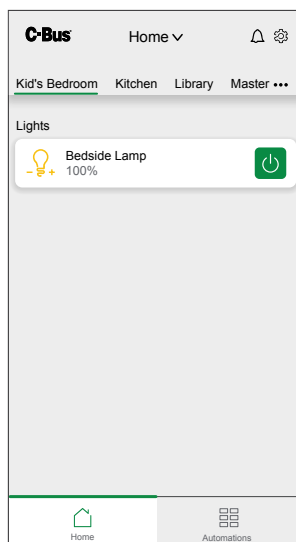 C-Bus Home
Kid's Bedroom Kitchen Library Master •••
Lights
Bedside Lamp
100%
Home Automations